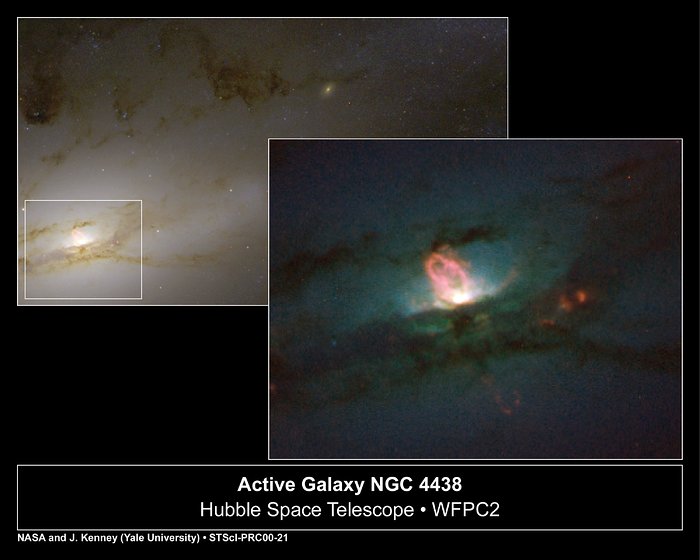 Active Galaxy NGC 4438
Hubble Space Telescope • WFPC2
NASA and J. Kenney (Yale University) • STScI-PRC00-21